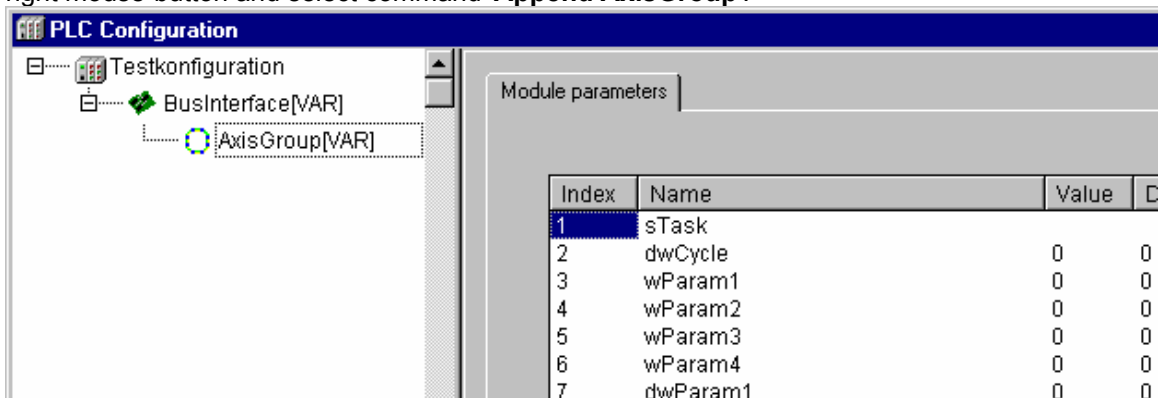 right mouse button and select command 'Append AxisGroup'.
PLC Configuration
Testkonfiguration
BusInterface[VAR]
AxisGroup[VAR]
Module parameters
Index Name Value D
1 sTask
2 dwCycle 0 0
3 wParam1 0 0
4 wParam2 0 0
5 wParam3 0 0
6 wParam4 0 0
7 dwParam1 0 0